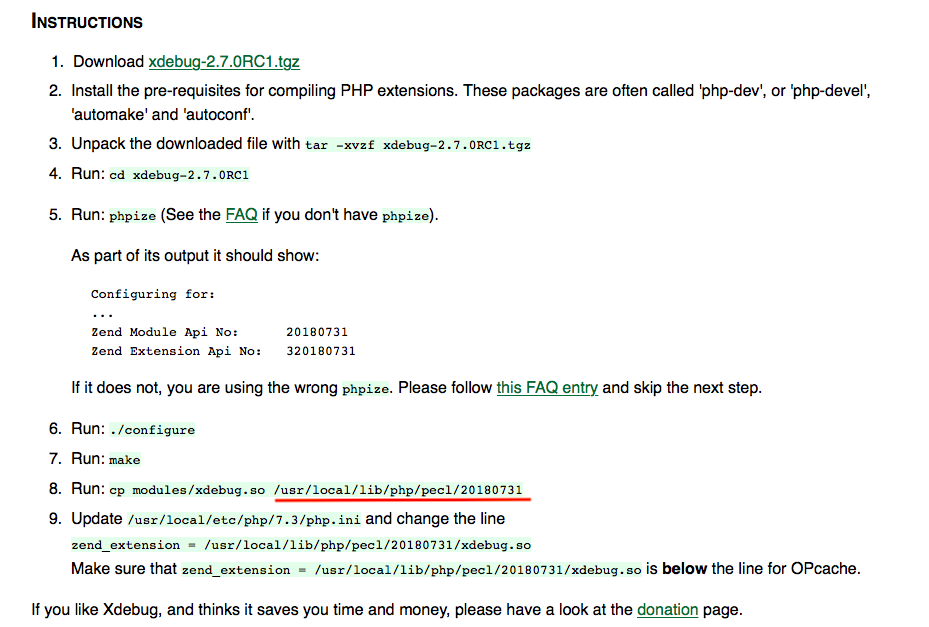 INSTRUCTIONS
1. Download xdebug-2.7.0RC1.tgz
2. Install the pre-requisites for compiling PHP extensions. These packages are often called 'php-dev', or 'php-devel',
'automake' and 'autoconf'.
3. Unpack the downloaded file with tar -xvzf xdebug-2.7.0RC1.tgz
4. Run: cd xdebug-2.7.0RC1
5. Run: phpize (See the FAQ if you don't have phpize).
As part of its output it should show:
Configuring for:
...
Zend Module Api No:      20180731
Zend Extension Api No:   320180731
If it does not, you are using the wrong phpize. Please follow this FAQ entry and skip the next step.
6. Run: ./configure
7. Run: make
8. Run: cp modules/xdebug.so /usr/local/lib/php/pecl/20180731
9. Update /usr/local/etc/php/7.3/php.ini and change the line
zend_extension = /usr/local/lib/php/pecl/20180731/xdebug.so
Make sure that zend_extension = /usr/local/lib/php/pecl/20180731/xdebug.so is below the line for OPcache.
If you like Xdebug, and thinks it saves you time and money, please have a look at the donation page.